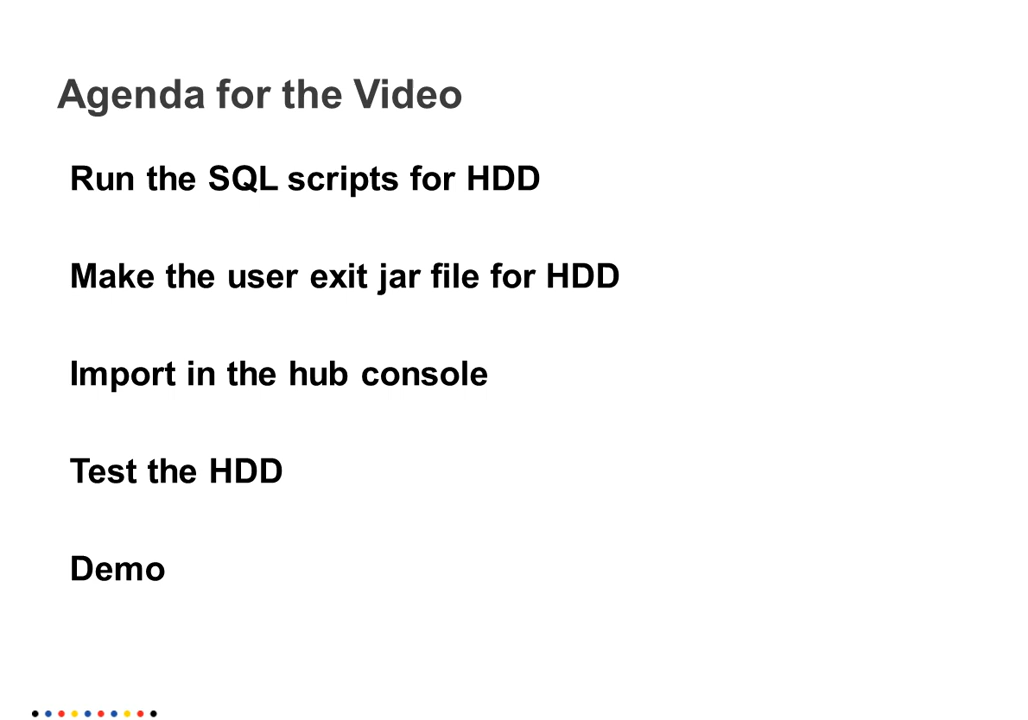 Agenda for the Video
Run the SQL scripts for HDD
Make the user exit jar file for HDD
Import in the hub console
Test the HDD
Demo